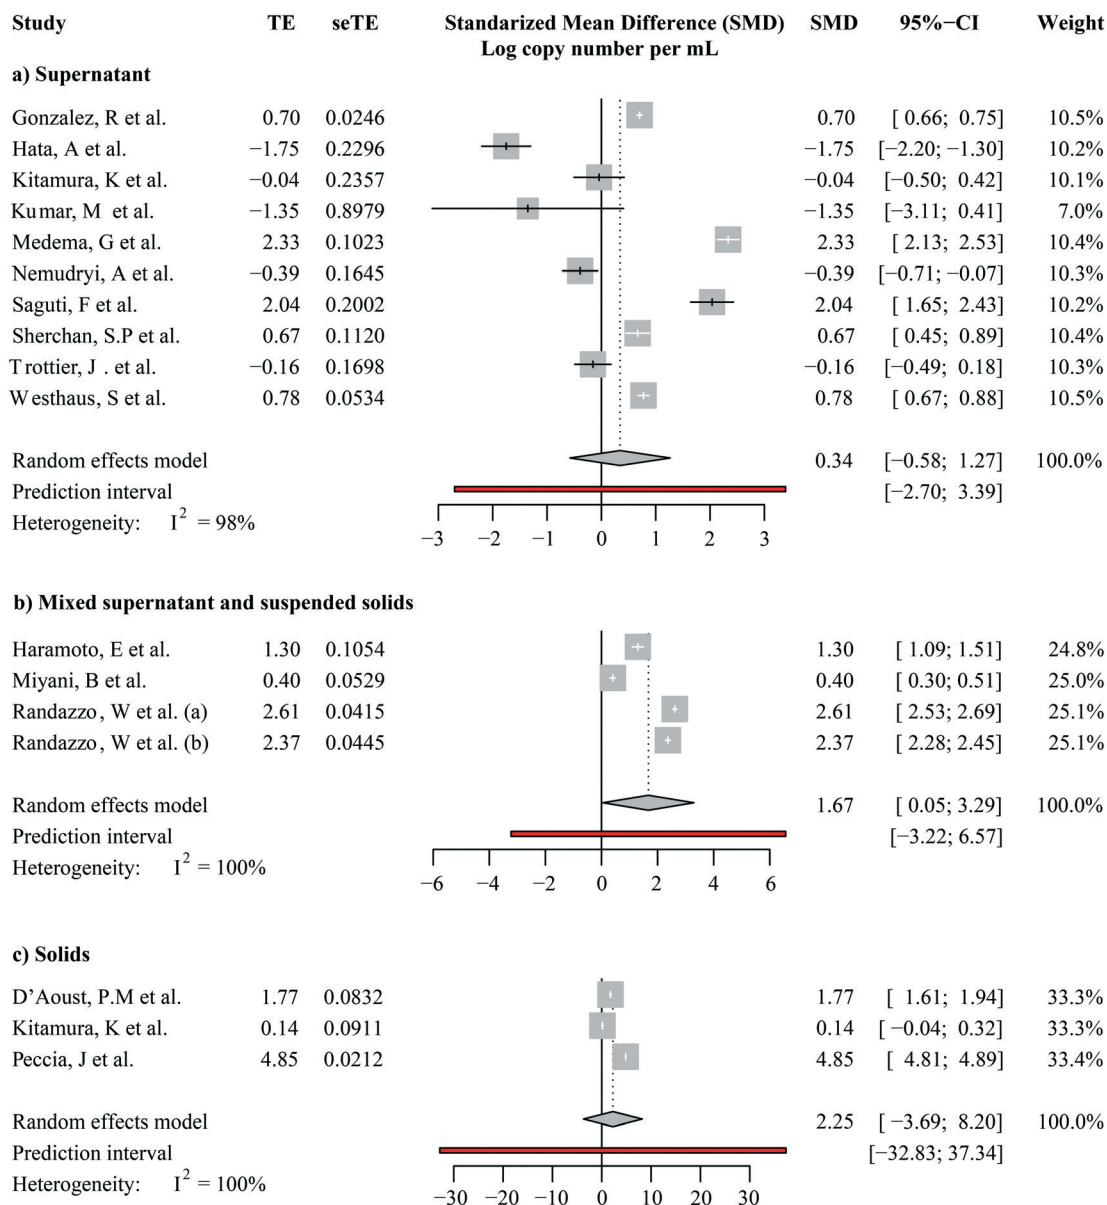 Study TE seTE Standarized Mean Difference (SMD) SMD 95%−CI Weight
Log copy number per mL
a) Supernatant
Gonzalez, R et al. 0.70 0.0246 0.70 [ 0.66; 0.75] 10.5%
Hata, A et al. −1.75 0.2296 −1.75 [−2.20; −1.30] 10.2%
Kitamura, K et al. −0.04 0.2357 −0.04 [−0.50; 0.42] 10.1%
Kumar, M et al. −1.35 0.8979 −1.35 [−3.11; 0.41] 7.0%
Medema, G et al. 2.33 0.1023 2.33 [ 2.13; 2.53] 10.4%
Nemudryi, A et al. −0.39 0.1645 −0.39 [−0.71; −0.07] 10.3%
Saguti, F et al. 2.04 0.2002 2.04 [ 1.65; 2.43] 10.2%
Sherchan, S.P et al. 0.67 0.1120 0.67 [ 0.45; 0.89] 10.4%
Trottier, J . et al. −0.16 0.1698 −0.16 [−0.49; 0.18] 10.3%
Westhaus, S et al. 0.78 0.0534 0.78 [ 0.67; 0.88] 10.5%
Random effects model 0.34 [−0.58; 1.27] 100.0%
Prediction interval [−2.70; 3.39]
Heterogeneity: I² = 98%
−3 −2 −1 0 1 2 3
b) Mixed supernatant and suspended solids
Haramoto, E et al. 1.30 0.1054 1.30 [ 1.09; 1.51] 24.8%
Miyani, B et al. 0.40 0.0529 0.40 [ 0.30; 0.51] 25.0%
Randazzo, W et al. (a) 2.61 0.0415 2.61 [ 2.53; 2.69] 25.1%
Randazzo, W et al. (b) 2.37 0.0445 2.37 [ 2.28; 2.45] 25.1%
Random effects model 1.67 [ 0.05; 3.29] 100.0%
Prediction interval [−3.22; 6.57]
Heterogeneity: I² = 100%
−6 −4 −2 0 2 4 6
c) Solids
D’Aoust, P.M et al. 1.77 0.0832 1.77 [ 1.61; 1.94] 33.3%
Kitamura, K et al. 0.14 0.0911 0.14 [ −0.04; 0.32] 33.3%
Peccia, J et al. 4.85 0.0212 4.85 [ 4.81; 4.89] 33.4%
Random effects model 2.25 [ −3.69; 8.20] 100.0%
Prediction interval [−32.83; 37.34]
Heterogeneity: I² = 100%
−30 −20 −10 0 10 20 30